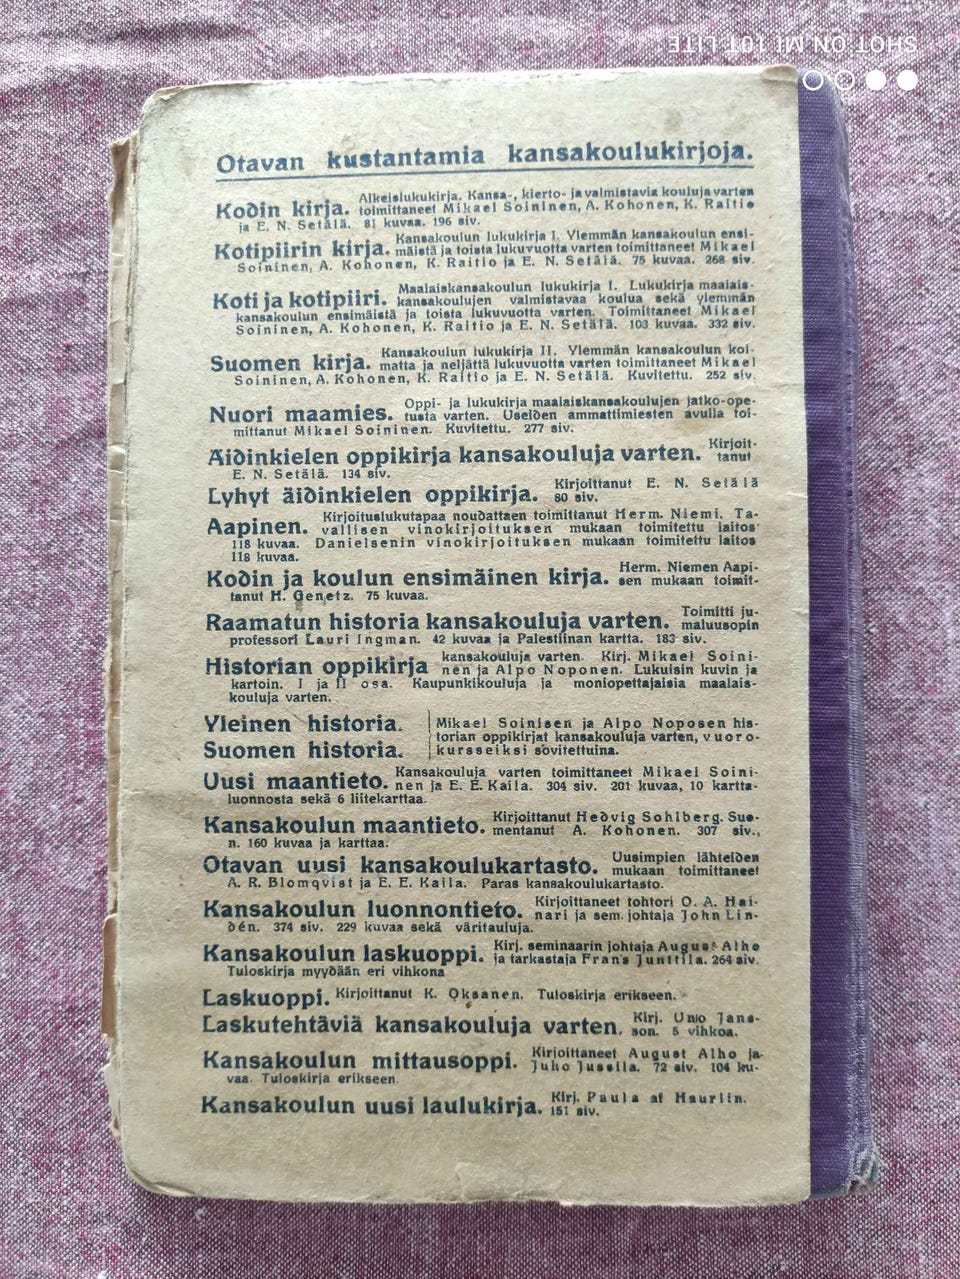 SHOT ON MI 10T LITE
Otavan kustantamia kansakoulukirjoja.
Kodin kirja. Alkeislukukirja. Kansa-, kierto- ja valmistavia kouluja varten
toimittaneet Mikael Soininen, A. Kohonen, K. Raitio
ja E. N. Setälä. 81 kuvaa. 196 siv.
Kotipiirin kirja. Kansakoulun lukukirja I. Ylemmän kansakoulun ensi-
mäistä ja toista lukuvuotta varten toimittaneet Mikael
Soininen, A. Kohonen, K. Raitio ja E. N. Setälä. 75 kuvaa. 268 siv.
Koti ja kotipiiri. Maalaiskansakoulun lukukirja I. Lukukirja maalais-
kansakoulujen valmistavaa koulua sekä ylemmän
kansakoulun ensimäistä ja toista lukuvuotta varten. Toimittaneet Mikael
Soininen, A. Kohonen, K. Raitio ja E. N. Setälä. 103 kuvaa. 332 siv.
Suomen kirja. Kansakoulun lukukirja II. Ylemmän kansakoulun kol-
matta ja neljättä lukuvuotta varten toimittaneet Mikael
Soininen, A. Kohonen, K. Raitio ja E. N. Setälä. Kuvitettu. 252 siv.
Nuori maamies. Oppi- ja lukukirja maalaiskansakoulujen jatko-ope-
tusta varten. Useiden ammattimiesten avulla toi-
mittanut Mikael Soininen. Kuvitettu. 277 siv.
Äidinkielen oppikirja kansakouluja varten. Kirjoit-
tanut
E. N. Setälä. 134 siv.
Lyhyt äidinkielen oppikirja. Kirjoittanut E. N. Setälä
80 siv.
Aapinen. Kirjoituslukutapaa noudattaen toimittanut Herm. Niemi. Ta-
vallisen vinokirjoituksen mukaan toimitettu laitos
118 kuvaa. Danielsenin vinokirjoituksen mukaan toimitettu laitos
118 kuvaa.
Kodin ja koulun ensimäinen kirja. Herm. Niemen Aapi-
sen mukaan toimit-
tanut H. Genetz. 75 kuvaa.
Raamatun historia kansakouluja varten. Toimitti ju-
maluusopin
professori Lauri Ingman. 42 kuvaa ja Palestiinan kartta. 183 siv.
Historian oppikirja kansakouluja varten. Kirj. Mikael Soini-
nen ja Alpo Noponen. Lukuisin kuvin ja
kartoin. I ja II osa. Kaupunkikouluja ja moniopettajaisia maalais-
kouluja varten.
Yleinen historia. Mikael Soinisen ja Alpo Noposen his-
torian oppikirjat kansakouluja varten, vuoro-
Suomen historia. kursseiksi sovitettuina.
Uusi maantieto. Kansakouluja varten toimittaneet Mikael Soini-
nen ja E. E. Kaila. 304 siv. 201 kuvaa, 10 kartta-
luonnosta sekä 6 liitekarttaa.
Kansakoulun maantieto. Kirjoittanut Hedvig Sohlberg. Suo-
mentanut A. Kohonen. 307 siv.,
n. 160 kuvaa ja karttaa.
Otavan uusi kansakoulukartasto. Uusimpien lähteiden
mukaan toimittaneet
A. R. Blomqvist ja E. E. Kaila. Paras kansakoulukartasto.
Kansakoulun luonnontieto. Kirjoittaneet tohtori O. A. Hai-
nari ja sem. johtaja John Lin-
dén. 374 siv. 229 kuvaa sekä väritauluja.
Kansakoulun laskuoppi. Kirj. seminaarin johtaja August Alho
ja tarkastaja Frans Junttila. 264 siv.
Tuloskirja myydään eri vihkona
Laskuoppi. Kirjoittanut K. Oksanen. Tuloskirja erikseen.
Laskutehtäviä kansakouluja varten. Kirj. Unio Jans-
son. 5 vihkoa.
Kansakoulun mittausoppi. Kirjoittaneet August Alho ja
Juho Jussila. 72 siv. 104 ku-
vaa. Tuloskirja erikseen.
Kansakoulun uusi laulukirja. Kirj. Paula af Heurlin.
151 siv.